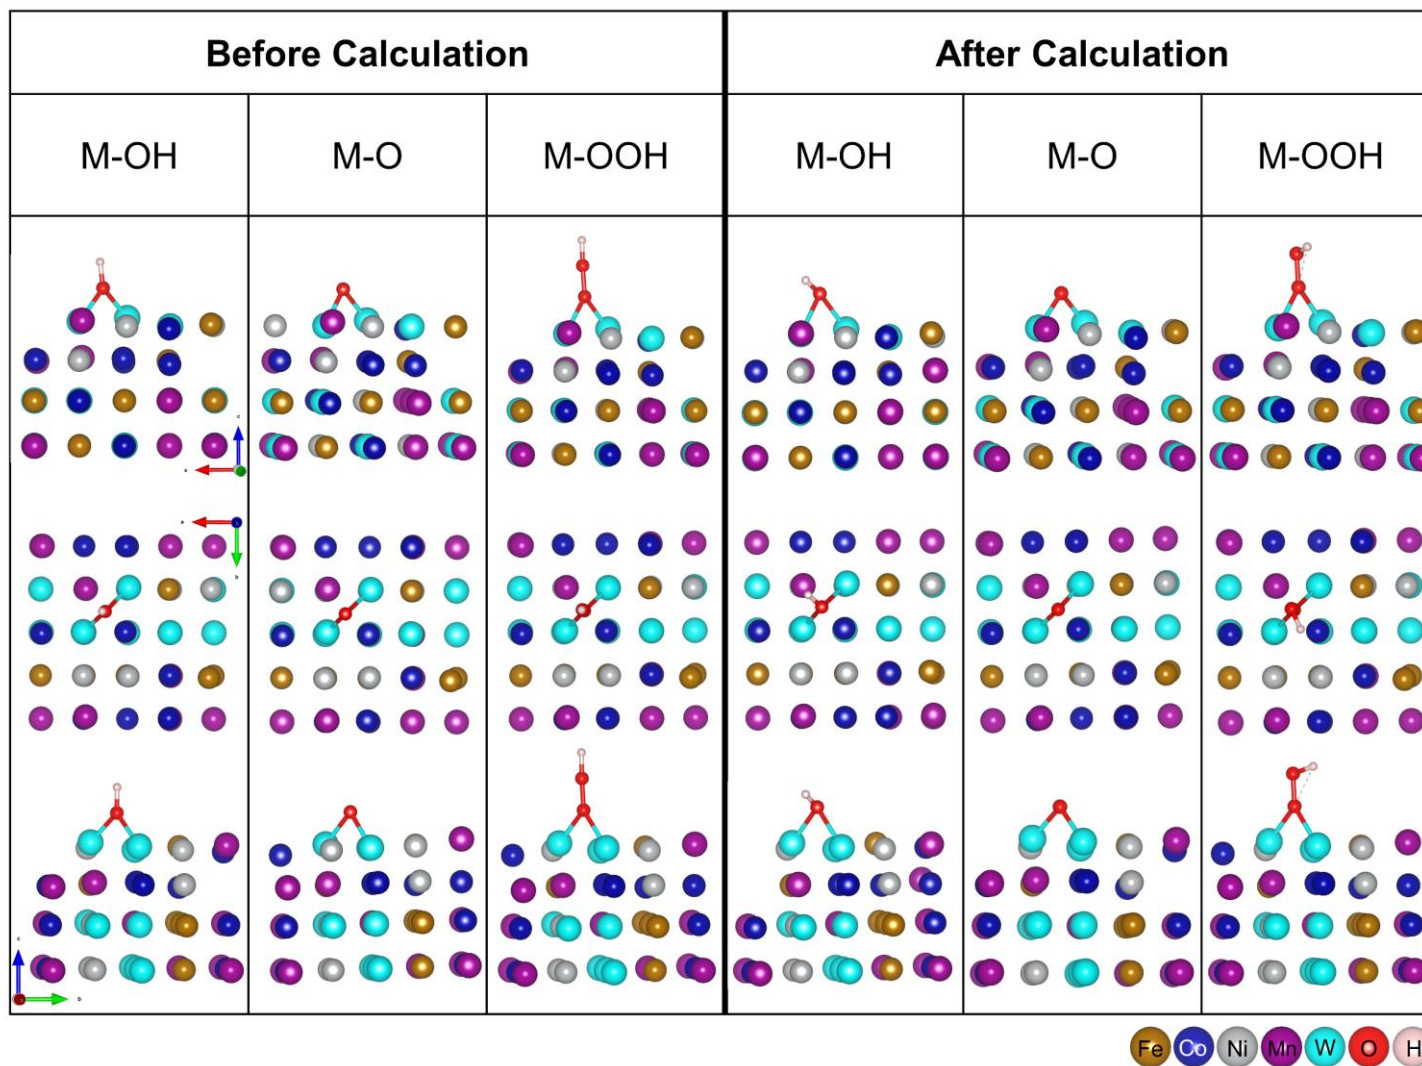 Before Calculation
After Calculation
M-OH
M-O
M-OOH
M-OH
M-O
M-OOH
c
a
a
b
c
b
Fe
Co
Ni
Mn
W
O
H